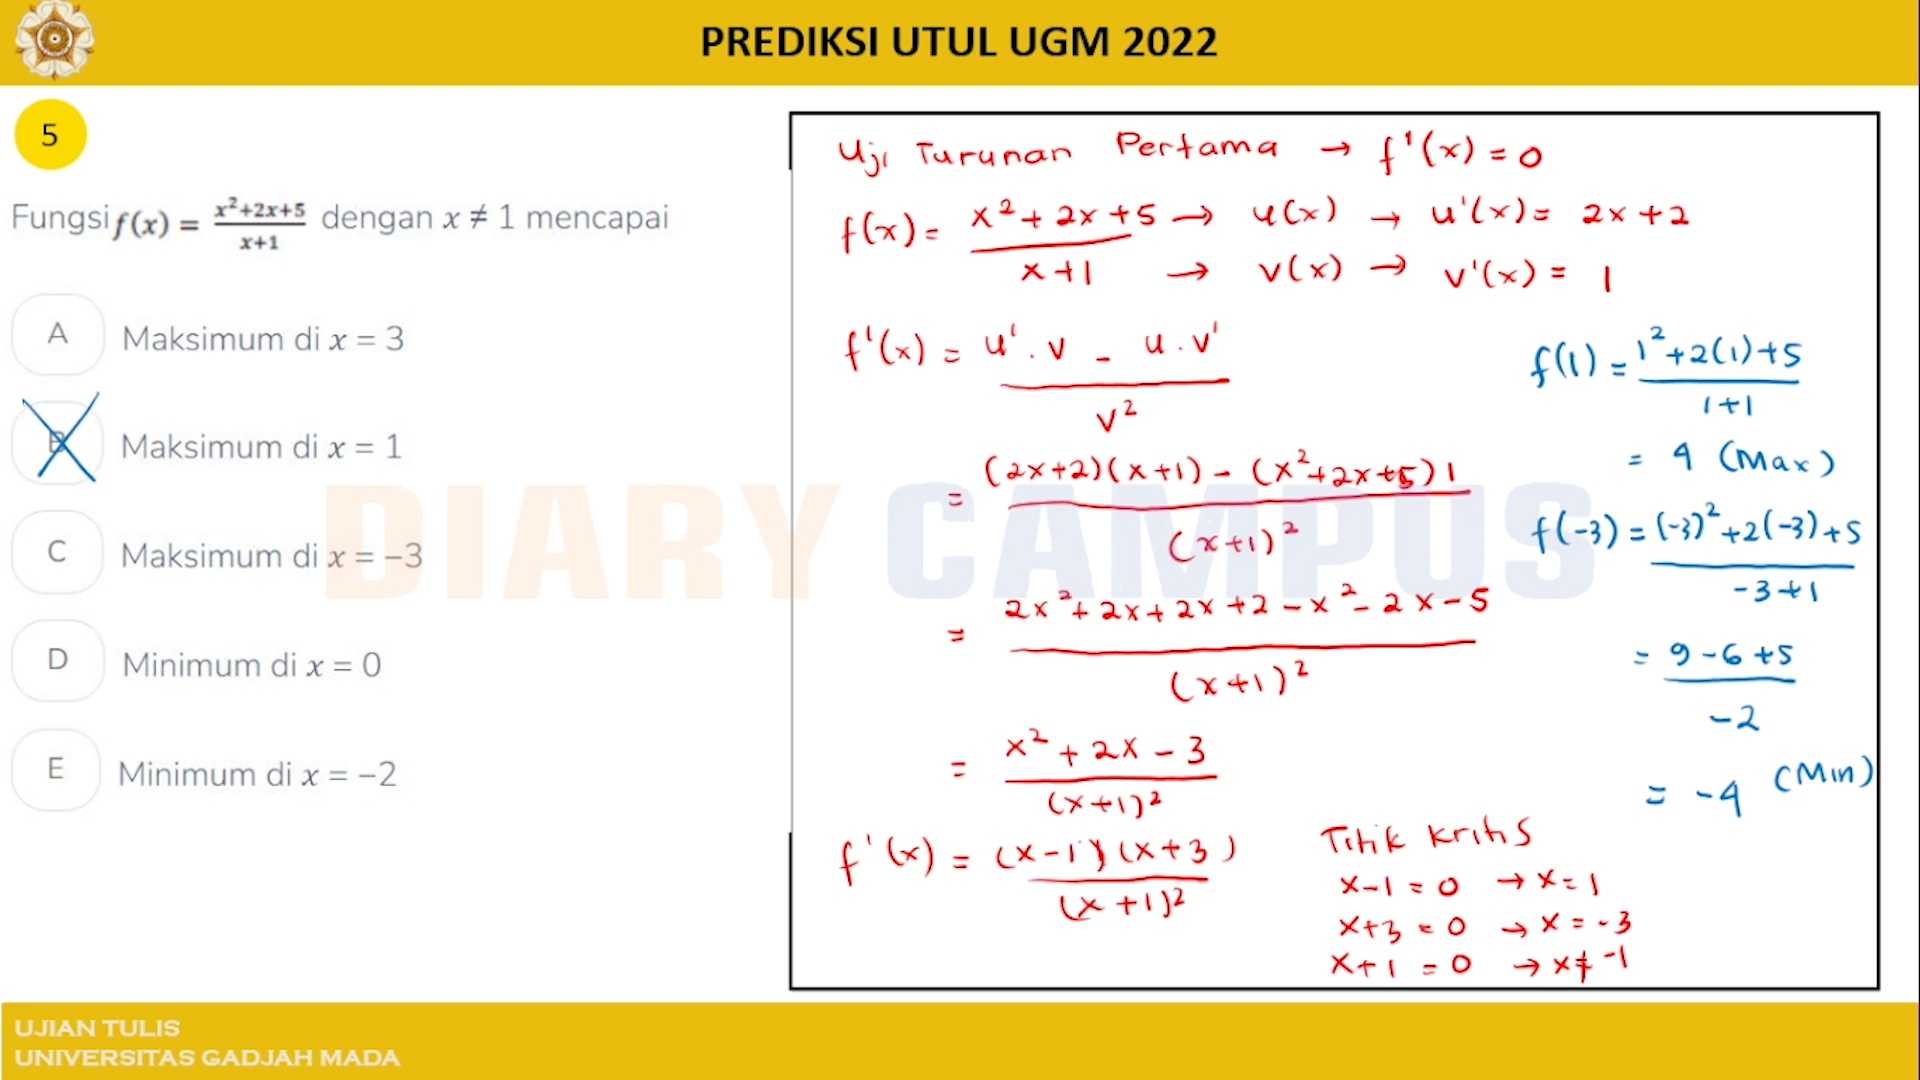 PREDIKSI UTUL UGM 2022
5
Fungsi f(x) = x²+2x+5 / x+1 dengan x ≠ 1 mencapai
A Maksimum di x = 3
B Maksimum di x = 1
C Maksimum di x = −3
D Minimum di x = 0
E Minimum di x = −2
DIARY CAMPUS
Uji Turunan Pertama → f'(x) = 0
f(x) = x² + 2x + 5 / x + 1
→ u(x) → u'(x) = 2x + 2
→ v(x) → v'(x) = 1
f'(x) = u' . v - u . v' / v²
= (2x+2)(x+1) - (x²+2x+5) 1 / (x+1)²
= 2x² + 2x + 2x + 2 - x² - 2x - 5 / (x+1)²
= x² + 2x - 3 / (x+1)²
f'(x) = (x-1)(x+3) / (x+1)²
Titik kritis
x-1 = 0 → x = 1
x+3 = 0 → x = -3
x+1 = 0 → x ≠ -1
f(1) = 1² + 2(1) + 5 / 1+1
= 4 (Max)
f(-3) = (-3)² + 2(-3) + 5 / -3+1
= 9 - 6 + 5 / -2
= -4 (Min)
UJIAN TULIS
UNIVERSITAS GADJAH MADA